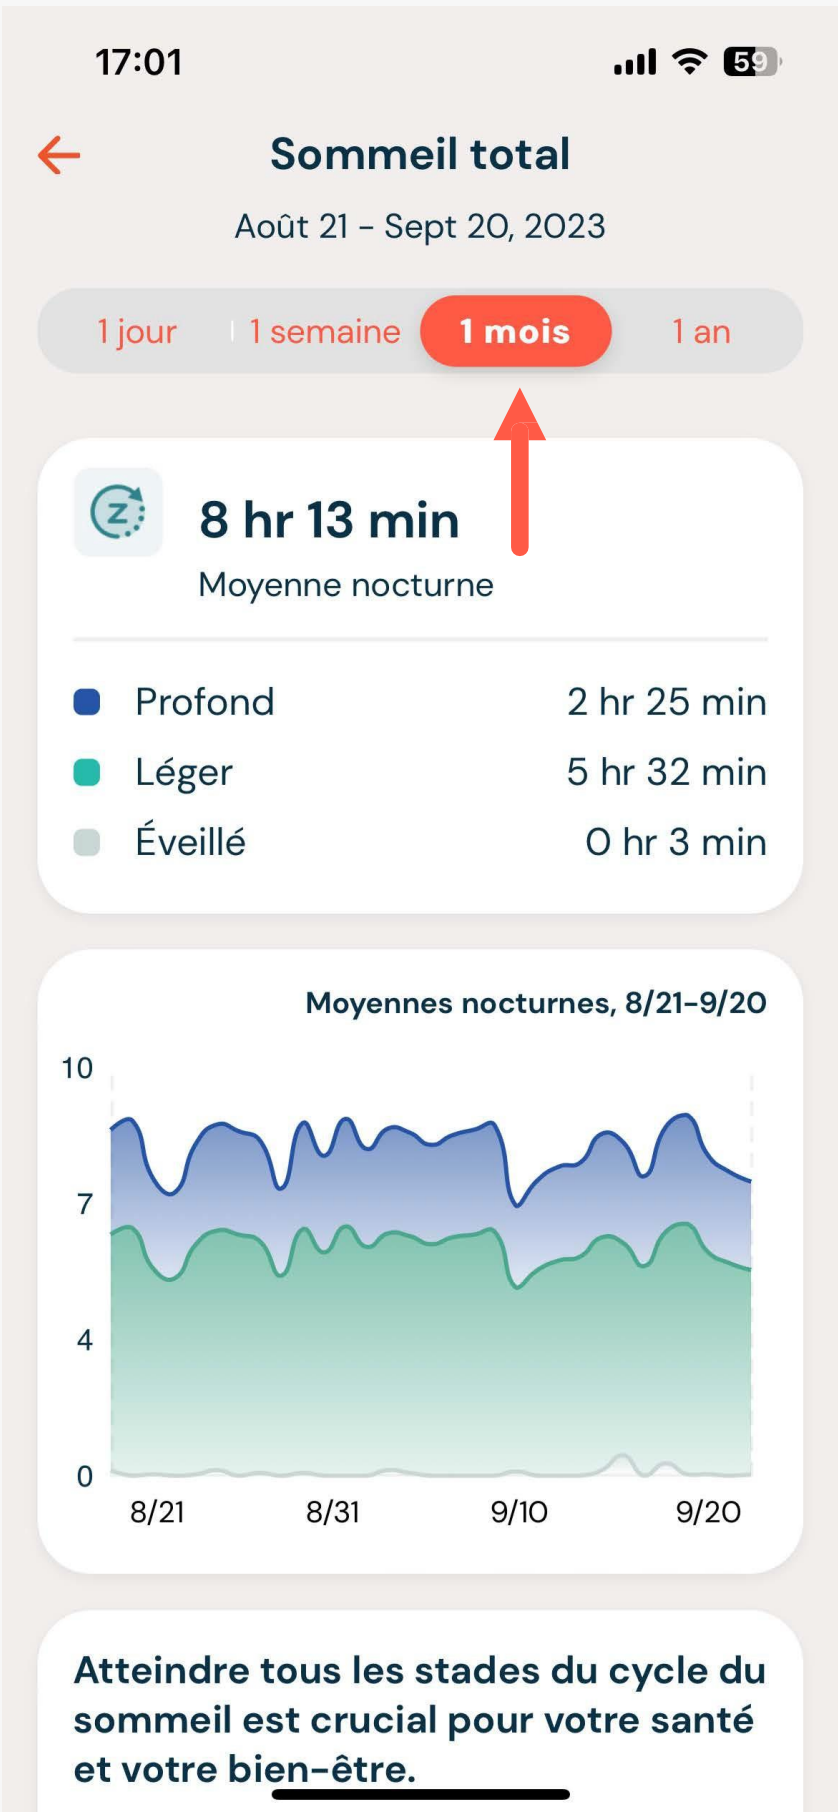 17:01
59
Sommeil total
Août 21 - Sept 20, 2023
1 jour 1 semaine 1 mois 1 an
Z
8 hr 13 min
Moyenne nocturne
Profond 2 hr 25 min
Léger 5 hr 32 min
Éveillé 0 hr 3 min
Moyennes nocturnes, 8/21-9/20
10
7
4
0
8/21 8/31 9/10 9/20
Atteindre tous les stades du cycle du
sommeil est crucial pour votre santé
et votre bien-être.